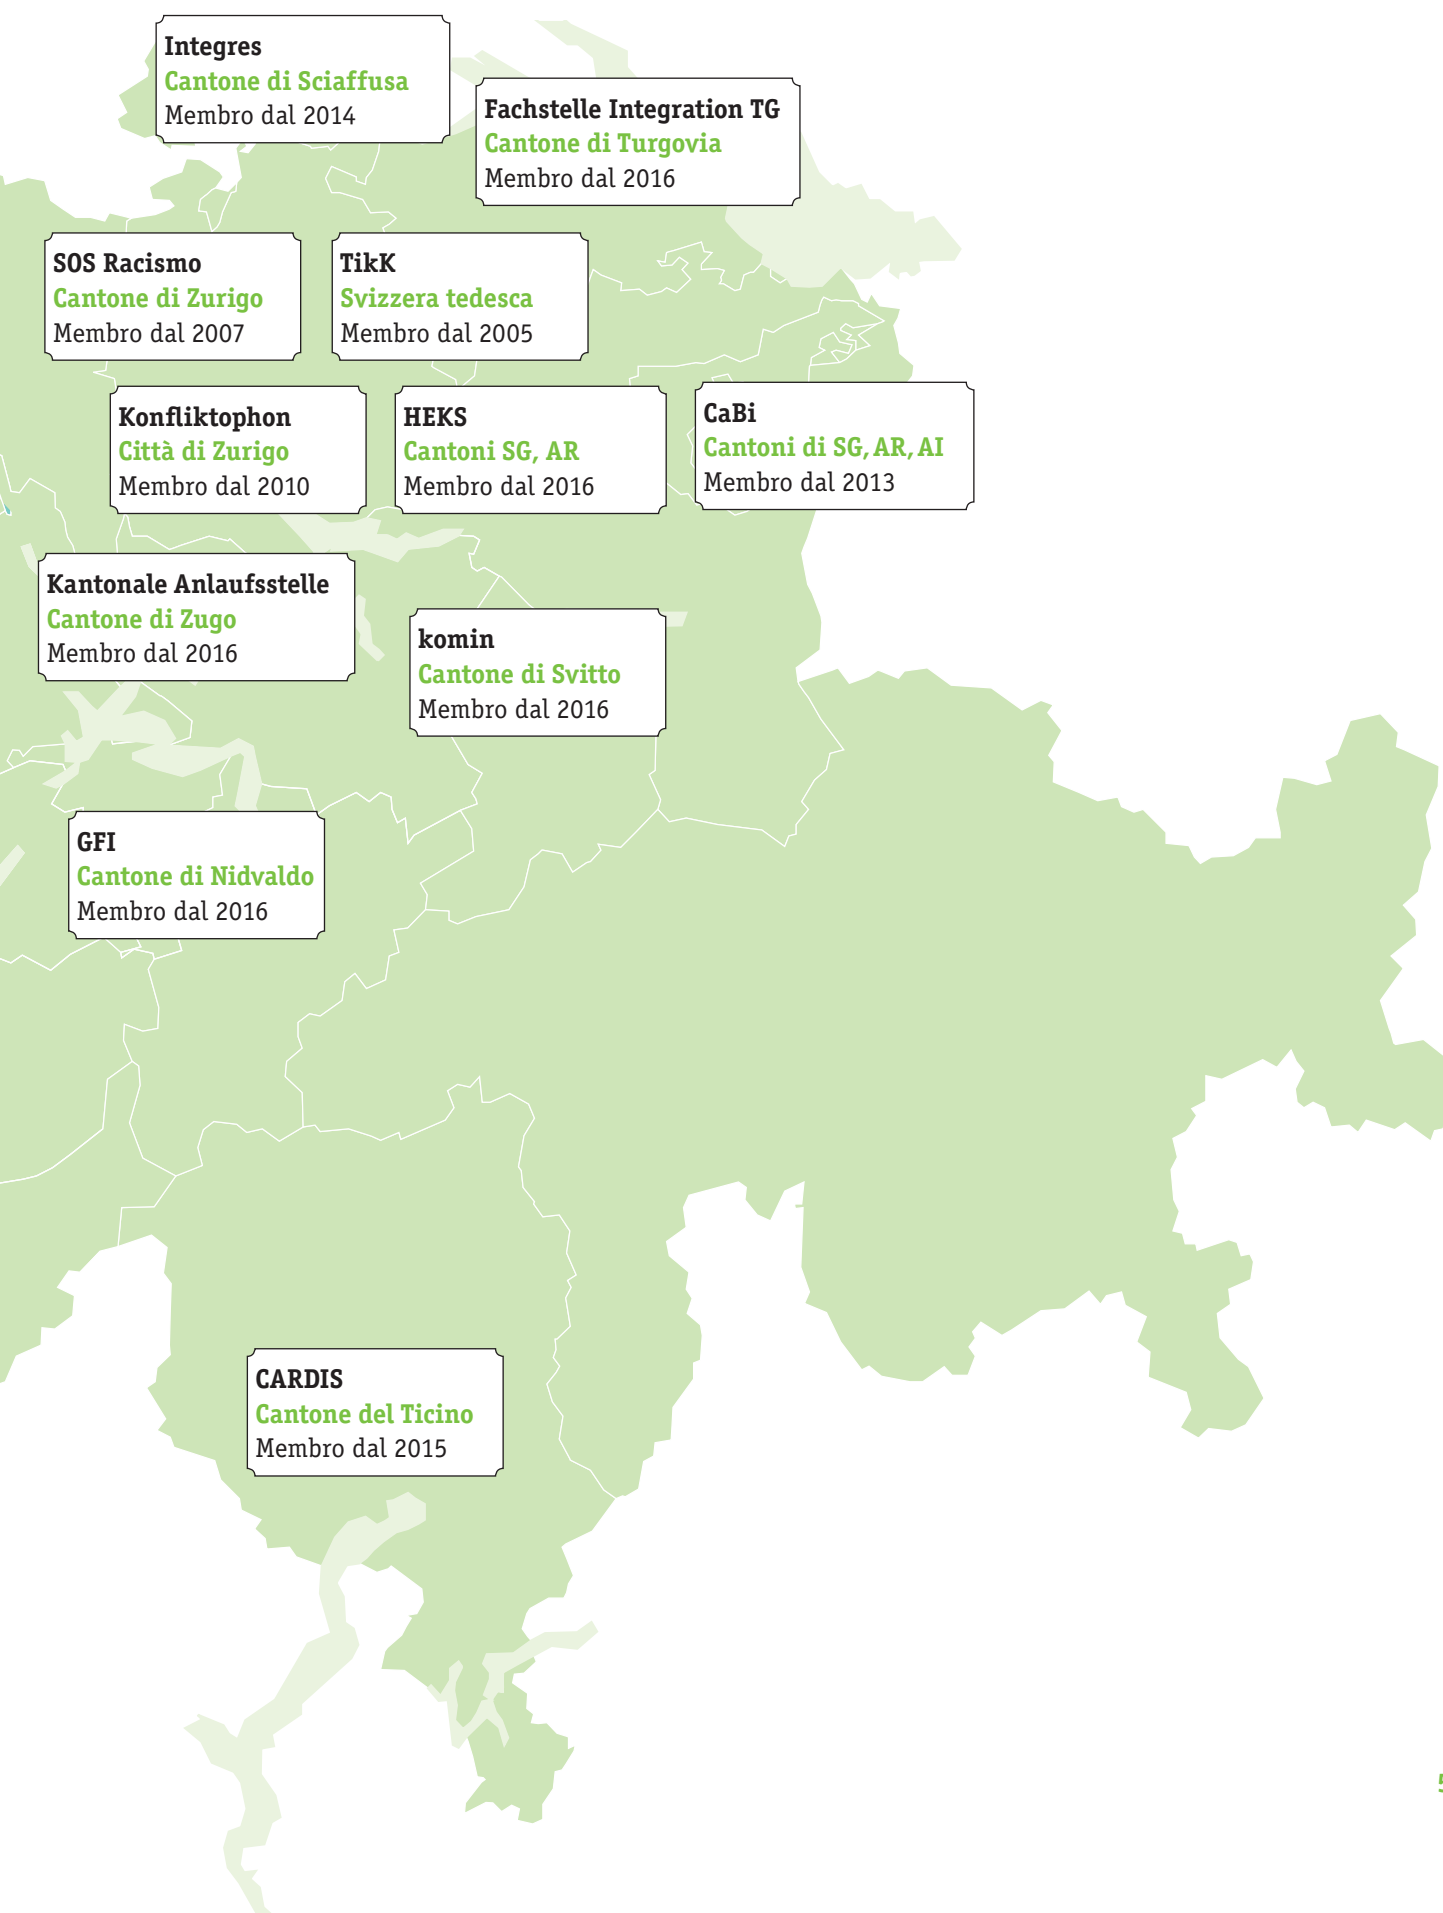 Integres
Cantone di Sciaffusa
Membro dal 2014
Fachstelle Integration TG
Cantone di Turgovia
Membro dal 2016
SOS Racismo
Cantone di Zurigo
Membro dal 2007
TikK
Svizzera tedesca
Membro dal 2005
Konfliktophon
Città di Zurigo
Membro dal 2010
HEKS
Cantoni SG, AR
Membro dal 2016
CaBi
Cantoni di SG, AR, AI
Membro dal 2013
Kantonale Anlaufsstelle
Cantone di Zugo
Membro dal 2016
komin
Cantone di Svitto
Membro dal 2016
GFI
Cantone di Nidvaldo
Membro dal 2016
CARDIS
Cantone del Ticino
Membro dal 2015